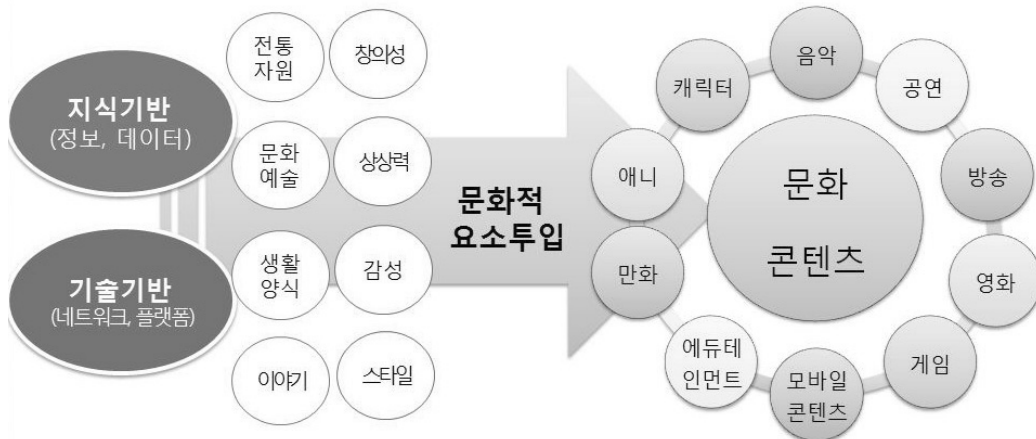 지식기반
(정보, 데이터)
기술기반
(네트워크, 플랫폼)
전통
자원
창의성
문화
예술
상상력
생활
양식
감성
이야기
스타일
문화적
요소투입
문화
콘텐츠
음악
공연
방송
영화
게임
모바일
콘텐츠
에듀테
인먼트
만화
애니
캐릭터